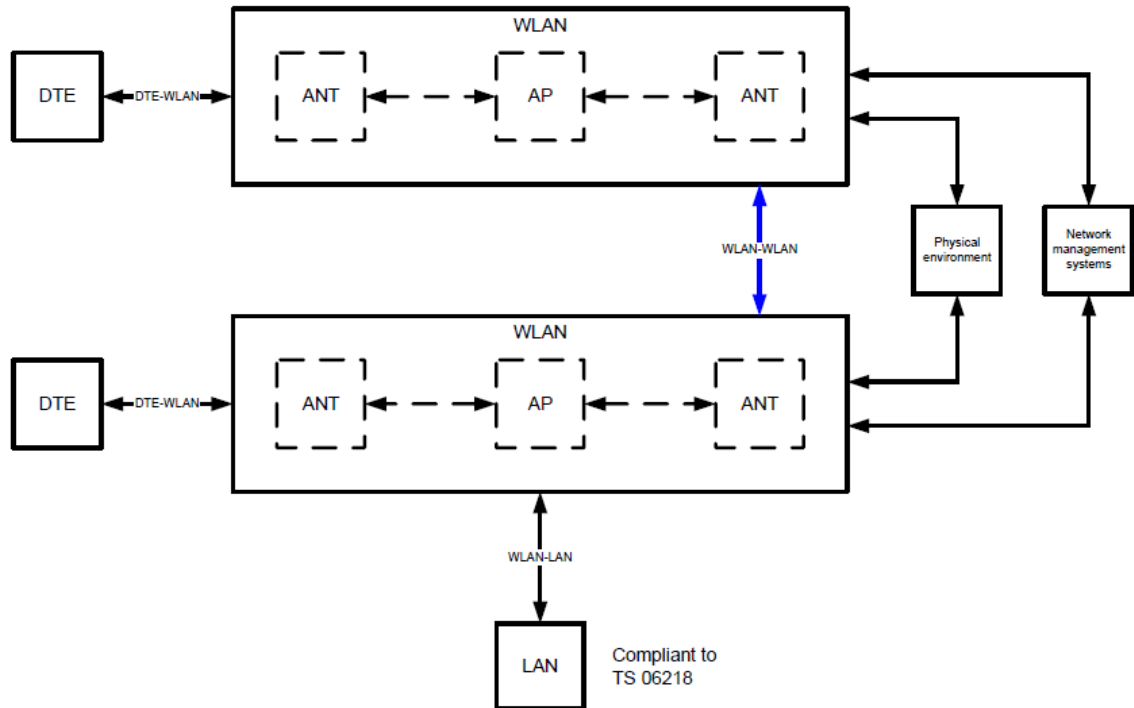 WLAN
DTE
DTE-WLAN
ANT
AP
ANT
Physical
environment
Network
management
systems
WLAN-WLAN
WLAN
DTE
DTE-WLAN
ANT
AP
ANT
WLAN-LAN
LAN
Compliant to
TS 06218